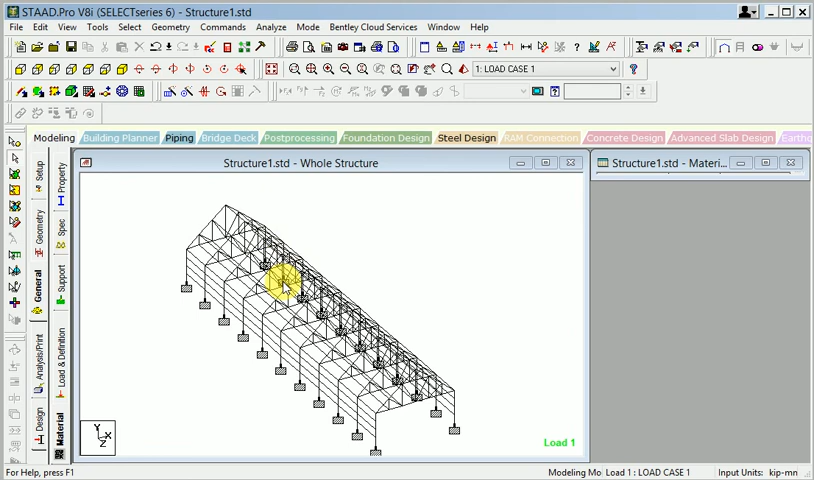 STAAD.Pro V8i (SELECTseries 6) - Structure1.std
File Edit View Tools Select Geometry Commands Analyze Mode Bentley Cloud Services Window Help
1: LOAD CASE 1
Modeling Building Planner Piping Bridge Deck Postprocessing Foundation Design Steel Design RAM Connection Concrete Design Advanced Slab Design Earthq
Structure1.std - Whole Structure
Structure1.std - Materi...
Setup
Geometry
General
Analysis/Print
Design
Property
Spec
Support
Load & Definition
Material
Y
X
Z
Load 1
For Help, press F1
Modeling Mo Load 1 : LOAD CASE 1 Input Units: kip-mn